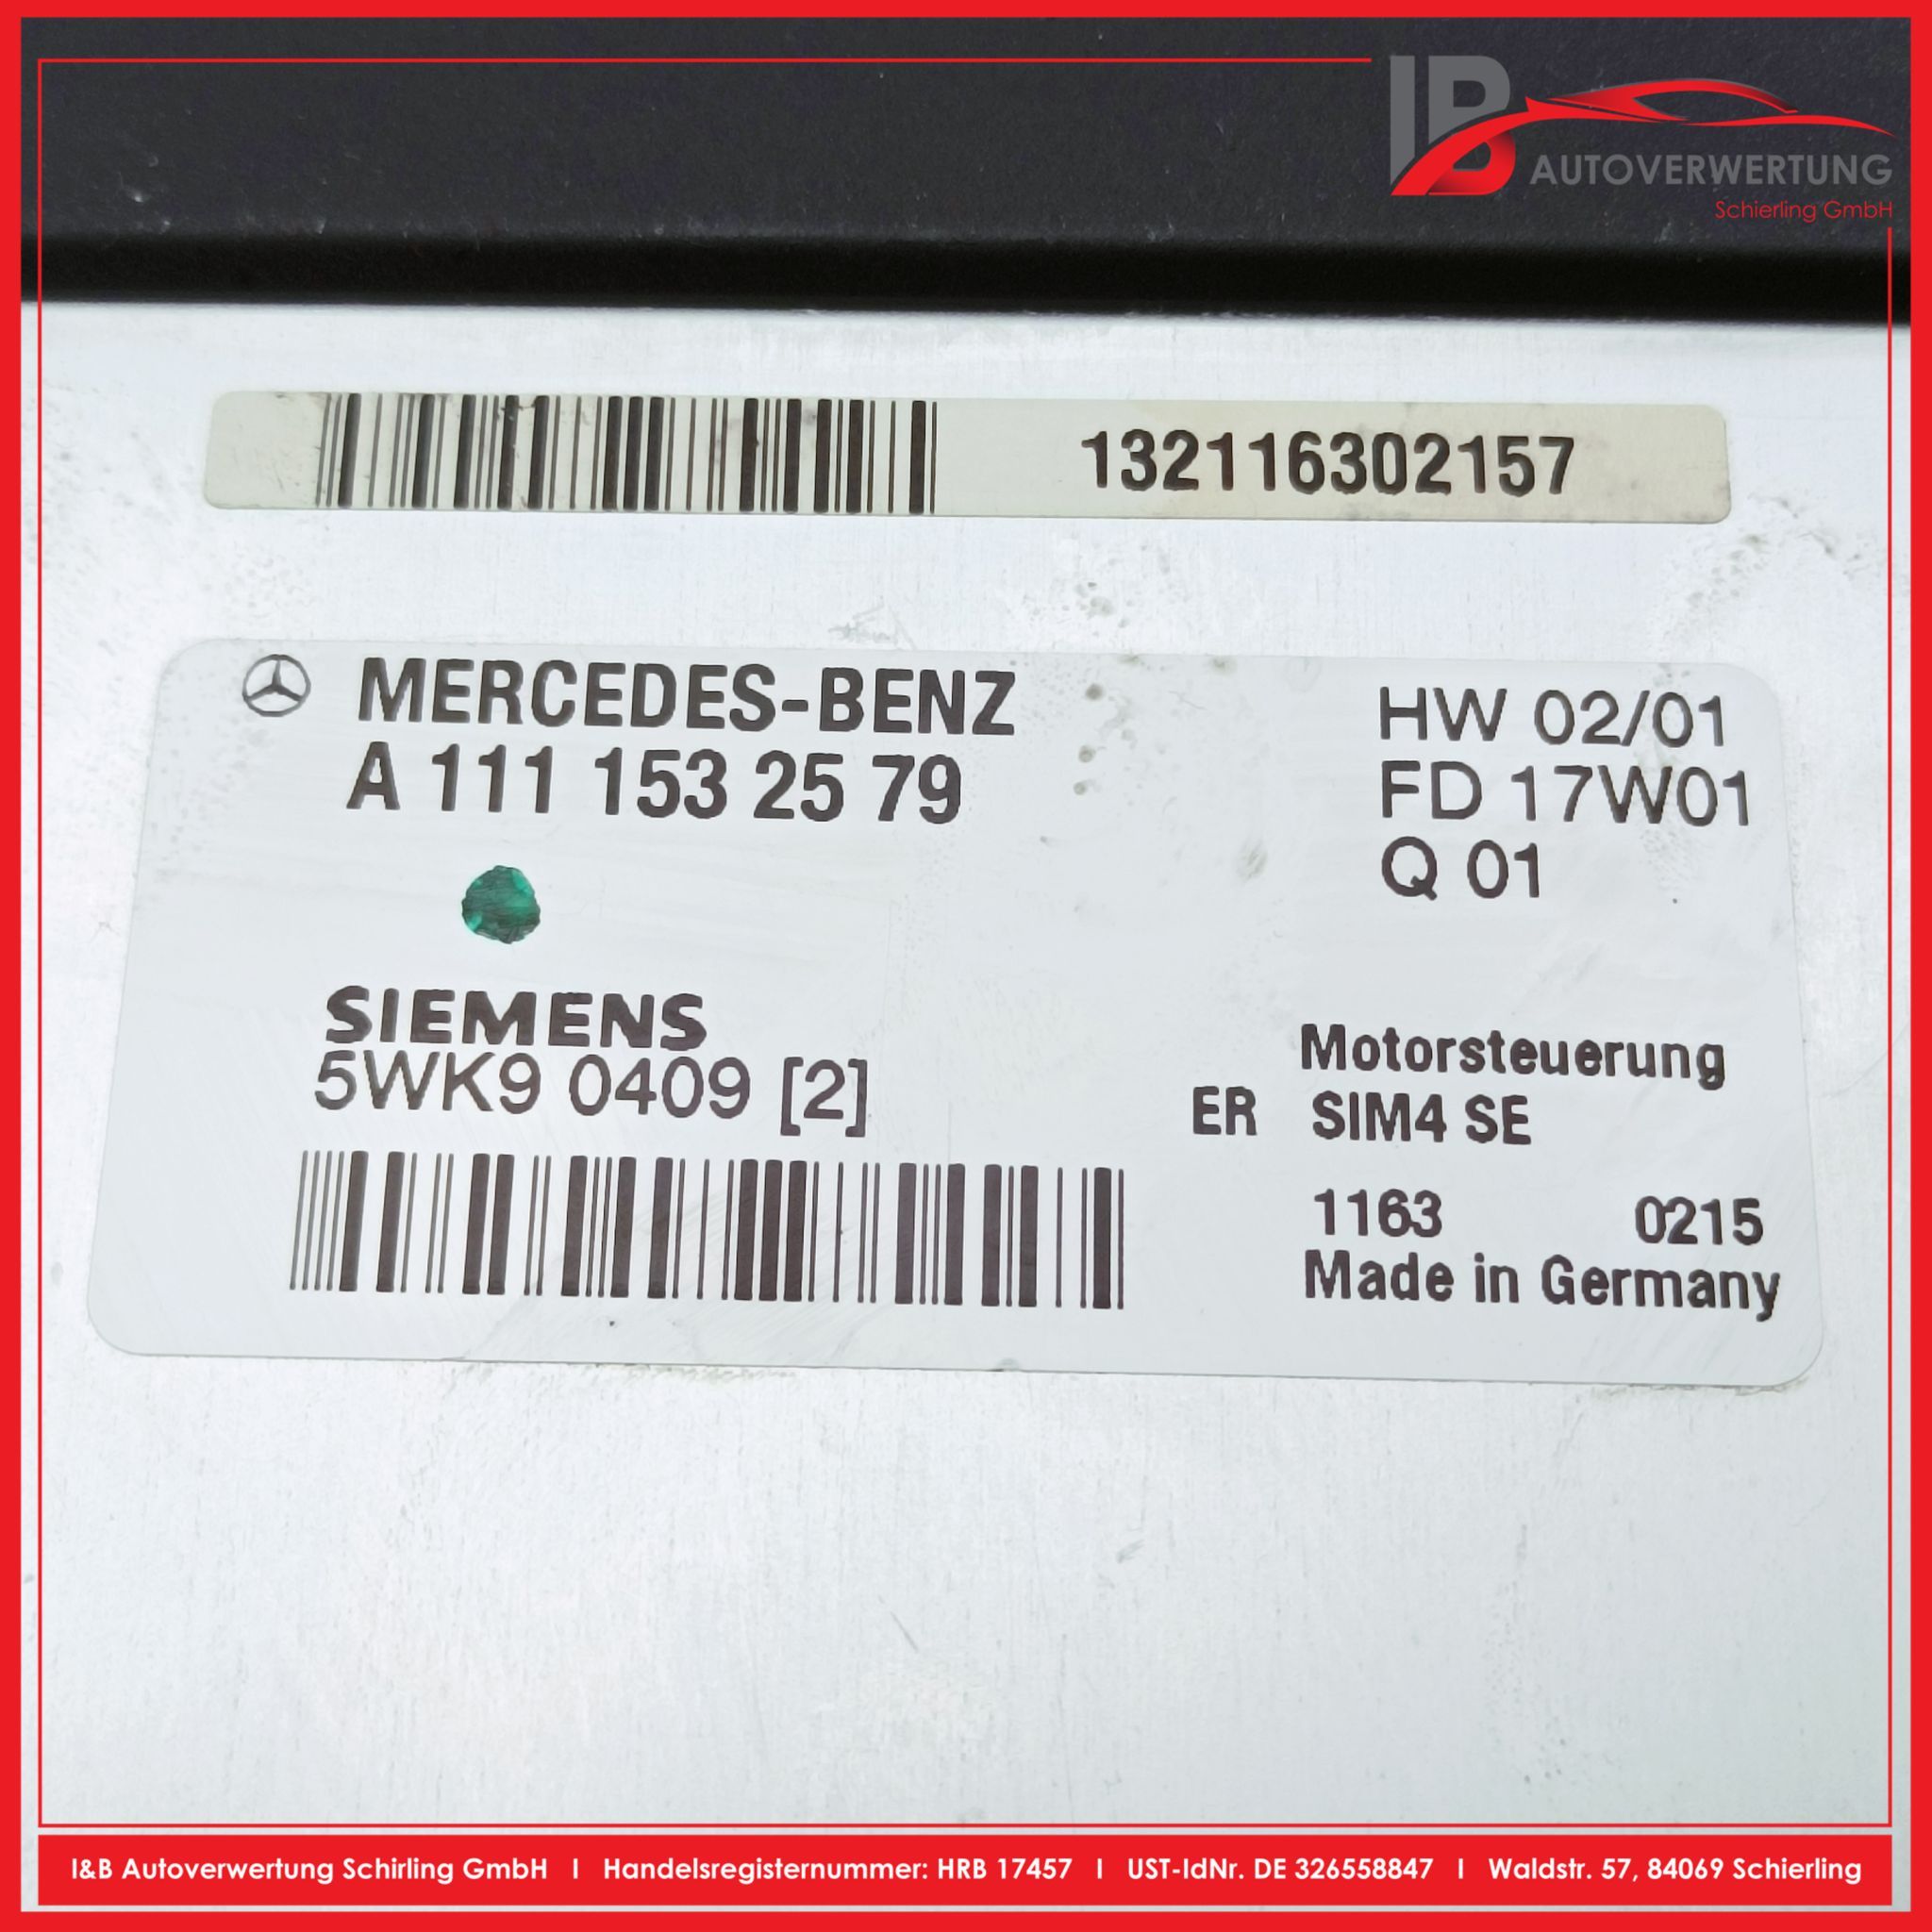 IB
AUTOVERWERTUNG
Schierling GmbH
132116302157
MERCEDES-BENZ
A 111 153 25 79
HW 02/01
FD 17W01
Q 01
SIEMENS
5WK9 0409 [2]
Motorsteuerung
ER SIM4 SE
1163 0215
Made in Germany
I&B Autoverwertung Schirling GmbH I Handelsregisternummer: HRB 17457 I UST-IdNr. DE 326558847 I Waldstr. 57, 84069 Schierling